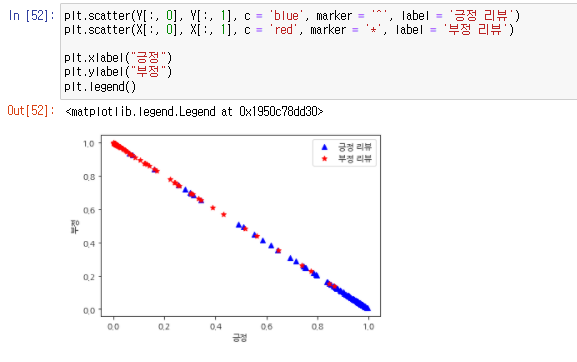 In [52]: plt.scatter(Y[:, 0], Y[:, 1], c = 'blue', marker = '^', label = '긍정 리뷰')
plt.scatter(X[:, 0], X[:, 1], c = 'red', marker = '*', label = '부정 리뷰')
plt.xlabel("긍정")
plt.ylabel("부정")
plt.legend()
Out[52]: <matplotlib.legend.Legend at 0x1950c78dd30>
긍정 리뷰
부정 리뷰
1.0
0.8
0.6
0.4
0.2
0.0
부정
0.0 0.2 0.4 0.6 0.8 1.0
긍정